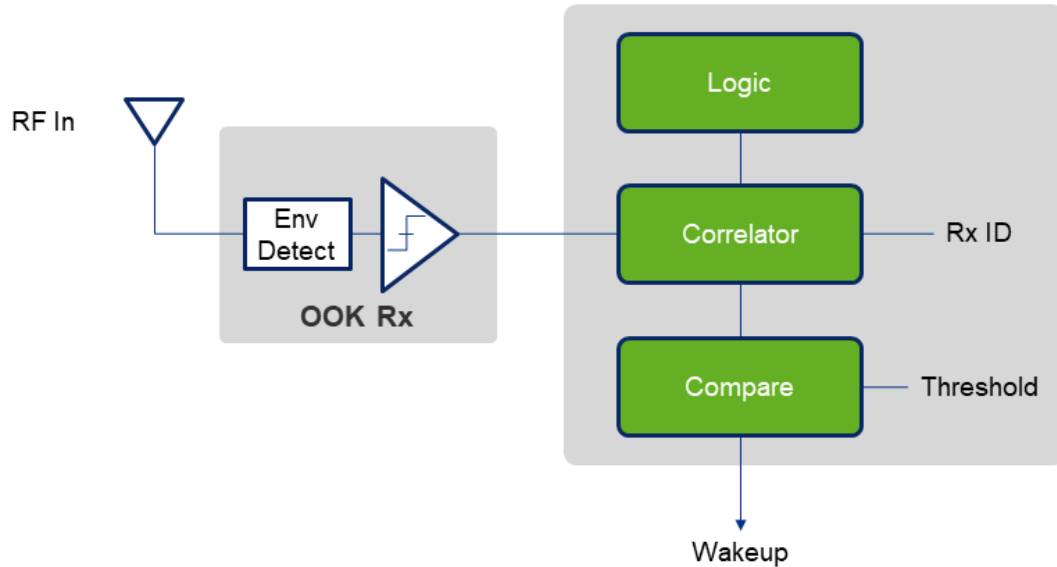 Logic
RF In
Env
Detect
Correlator
Rx ID
OOK Rx
Compare
Threshold
Wakeup